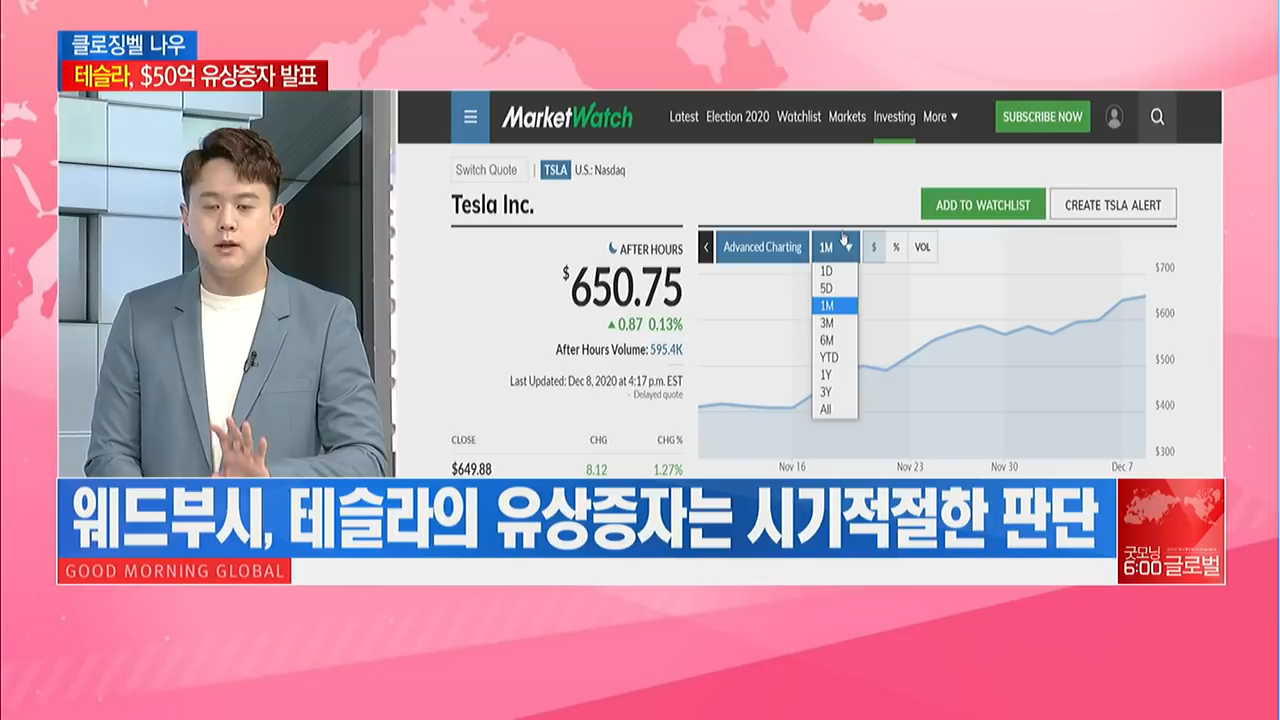 클로징벨 나우
테슬라, $50억 유상증자 발표
MarketWatch
Latest Election 2020 Watchlist Markets Investing More ▼
SUBSCRIBE NOW
Switch Quote | TSLA U.S.: Nasdaq
Tesla Inc.
ADD TO WATCHLIST
CREATE TSLA ALERT
AFTER HOURS
$650.75
▲0.87 0.13%
After Hours Volume: 595.4K
Last Updated: Dec 8, 2020 at 4:17 p.m. EST
- Delayed quote
CLOSE CHG CHG %
$649.88 8.12 1.27%
Advanced Charting 1M $ % VOL
1D
5D
1M
3M
6M
YTD
1Y
3Y
All
$700
$600
$500
$400
$300
Nov 16 Nov 23 Nov 30 Dec 7
웨드부시, 테슬라의 유상증자는 시기적절한 판단
GOOD MORNING GLOBAL
굿모닝
6:00 글로벌